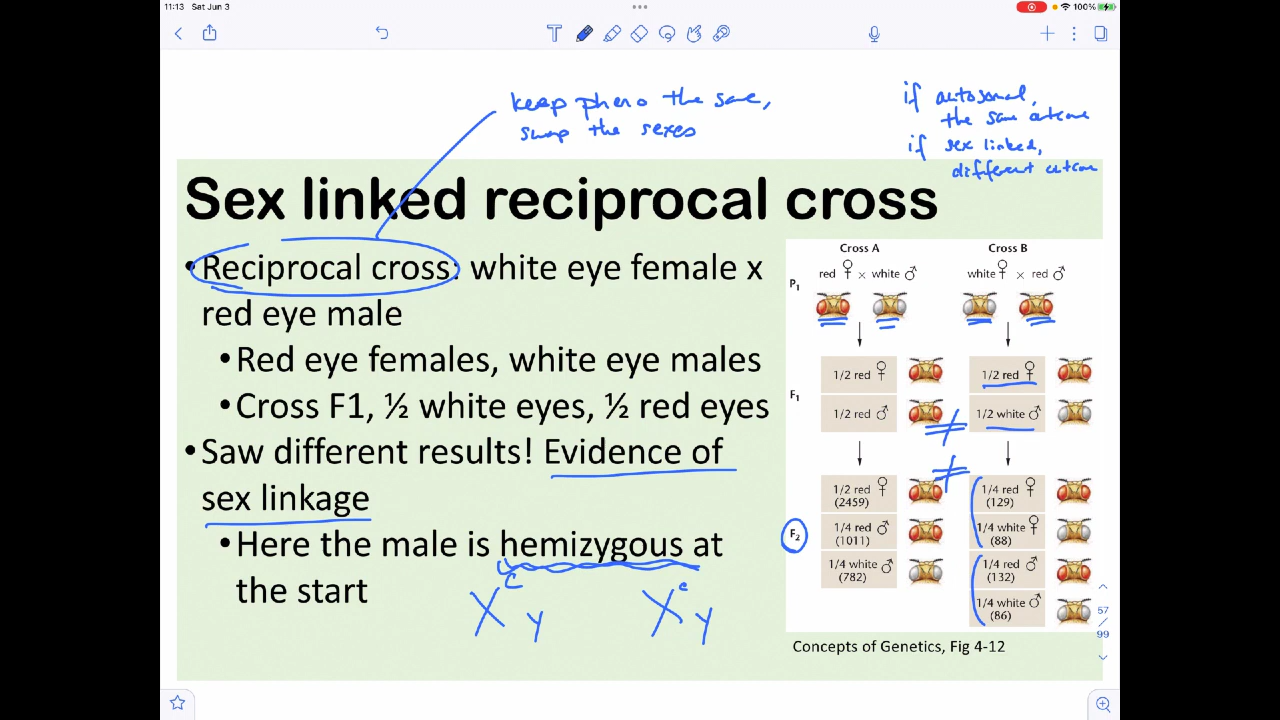 11:13 Sat Jun 3
100%
keep pheno the same,
swap the sexes
if autosomal,
the same outcome
if sex linked,
different outcome
Sex linked reciprocal cross
•Reciprocal cross: white eye female x
red eye male
•Red eye females, white eye males
•Cross F1, ½ white eyes, ½ red eyes
•Saw different results! Evidence of
sex linkage
•Here the male is hemizygous at
the start
X Y
X Y
Cross A
red ♀ × white ♂
P1
1/2 red ♀
F1
1/2 red ♂
1/2 red ♀
(2459)
F2
1/4 red ♂
(1011)
1/4 white ♂
(782)
Cross B
white ♀ × red ♂
1/2 red ♀
1/2 white ♂
≠
≠
1/4 red ♀
(129)
1/4 white ♀
(88)
1/4 red ♂
(132)
1/4 white ♂
(86)
Concepts of Genetics, Fig 4-12
57
/
99